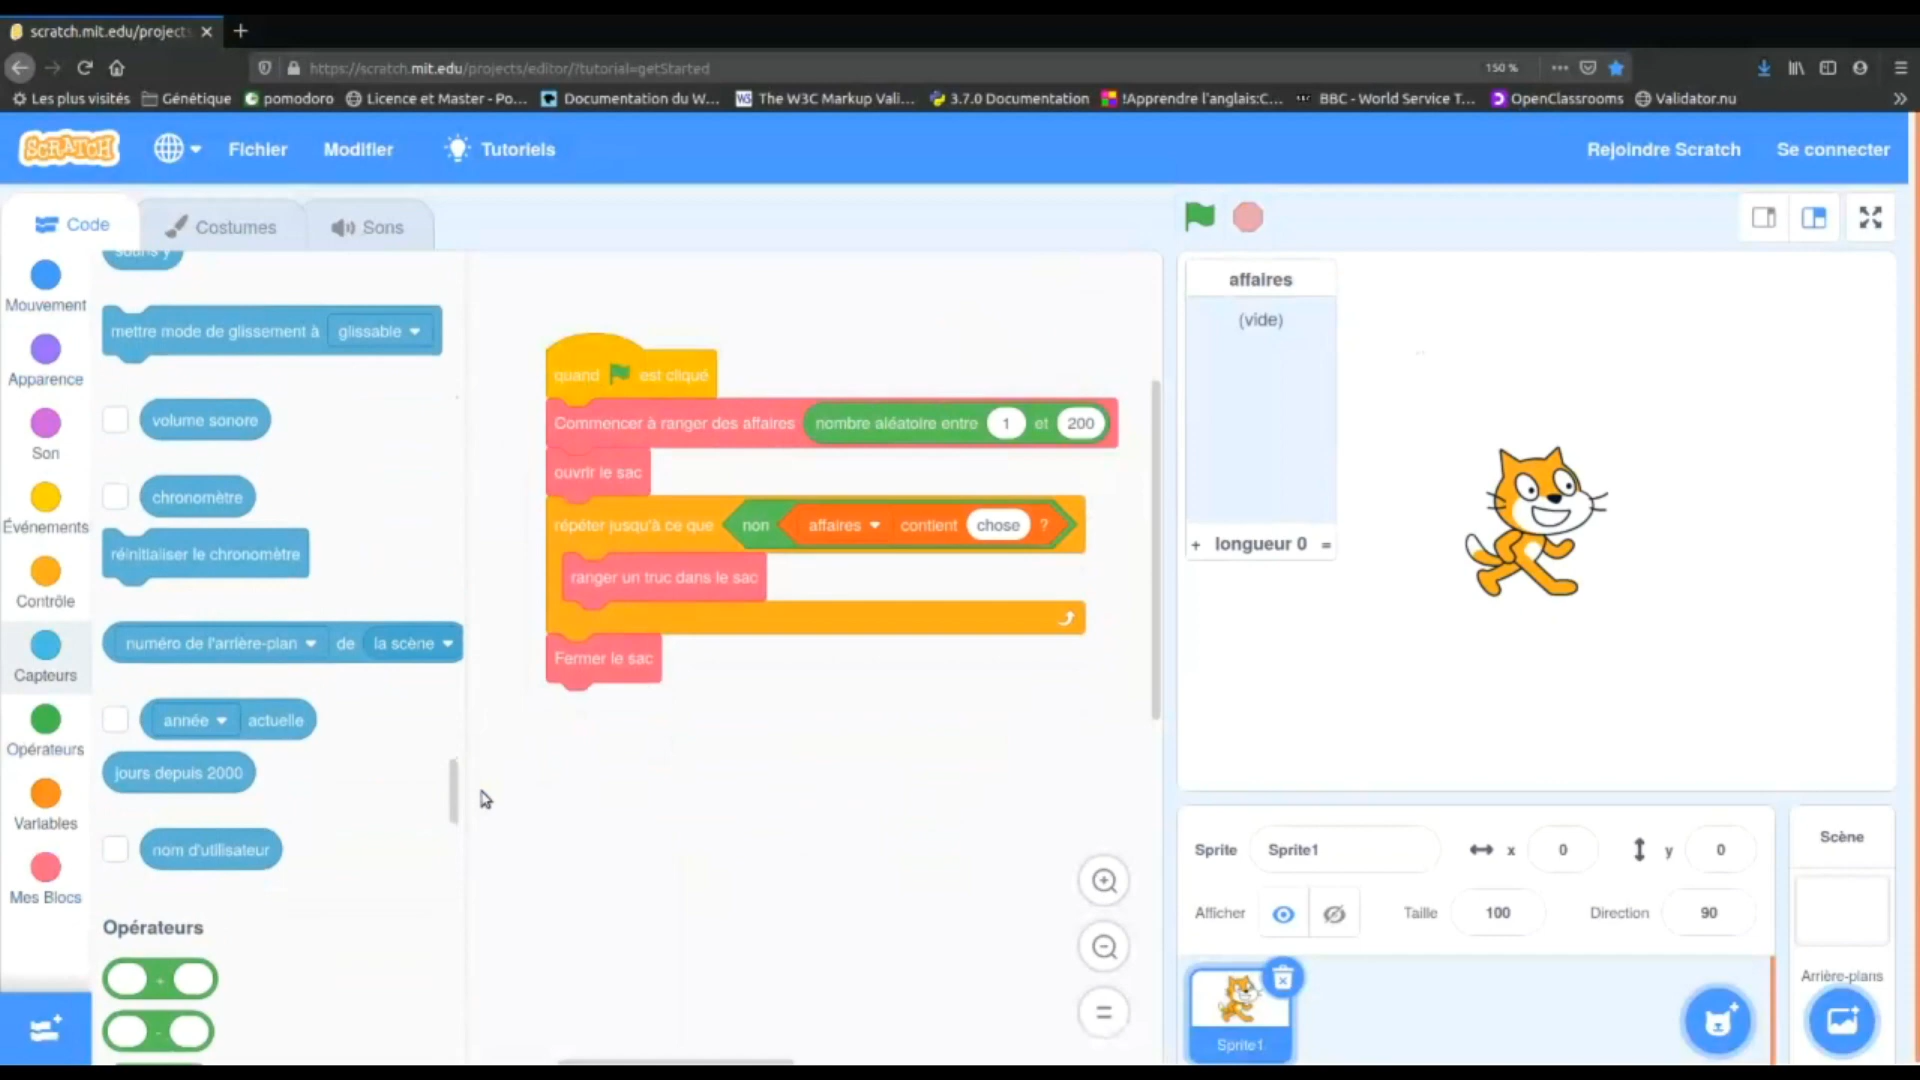 scratch.mit.edu/project
https://scratch.mit.edu/projects/editor/?tutorial=getStarted
150 %
Les plus visités
Génétique
pomodoro
Licence et Master - Po...
Documentation du W...
The W3C Markup Vali...
3.7.0 Documentation
!Apprendre l'anglais:C...
BBC - World Service T...
OpenClassrooms
Validator.nu
SCRATCH
Fichier
Modifier
Tutoriels
Rejoindre Scratch
Se connecter
Code
Costumes
Sons
Mouvement
Apparence
Son
Événements
Contrôle
Capteurs
Opérateurs
Variables
Mes Blocs
souris y
mettre mode de glissement à glissable
volume sonore
chronomètre
réinitialiser le chronomètre
numéro de l'arrière-plan de la scène
année actuelle
jours depuis 2000
nom d'utilisateur
Opérateurs
+
-
quand est cliqué
Commencer à ranger des affaires nombre aléatoire entre 1 et 200
ouvrir le sac
répéter jusqu'à ce que non affaires contient chose ?
ranger un truc dans le sac
Fermer le sac
affaires
(vide)
+ longueur 0 =
Sprite
Sprite1
x
0
y
0
Afficher
Taille
100
Direction
90
Sprite1
Scène
Arrière-plans